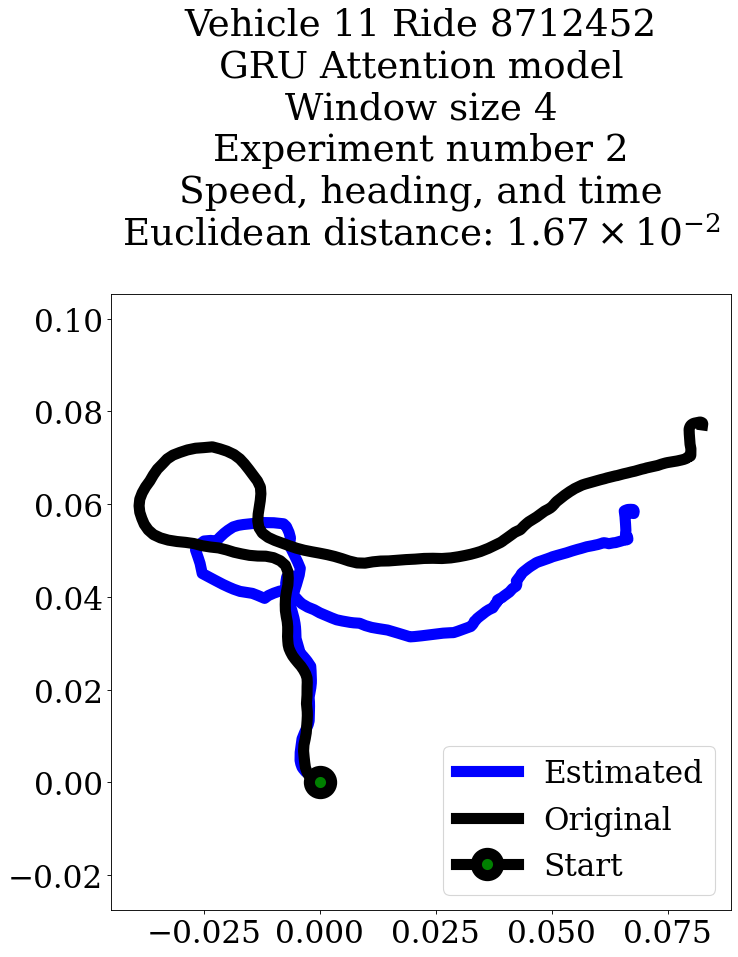 Vehicle 11 Ride 8712452
GRU Attention model
Window size 4
Experiment number 2
Speed, heading, and time
Euclidean distance: 1.67 × 10⁻²
0.10
0.08
0.06
0.04
0.02
0.00
−0.02
−0.025 0.000 0.025 0.050 0.075
Estimated
Original
Start